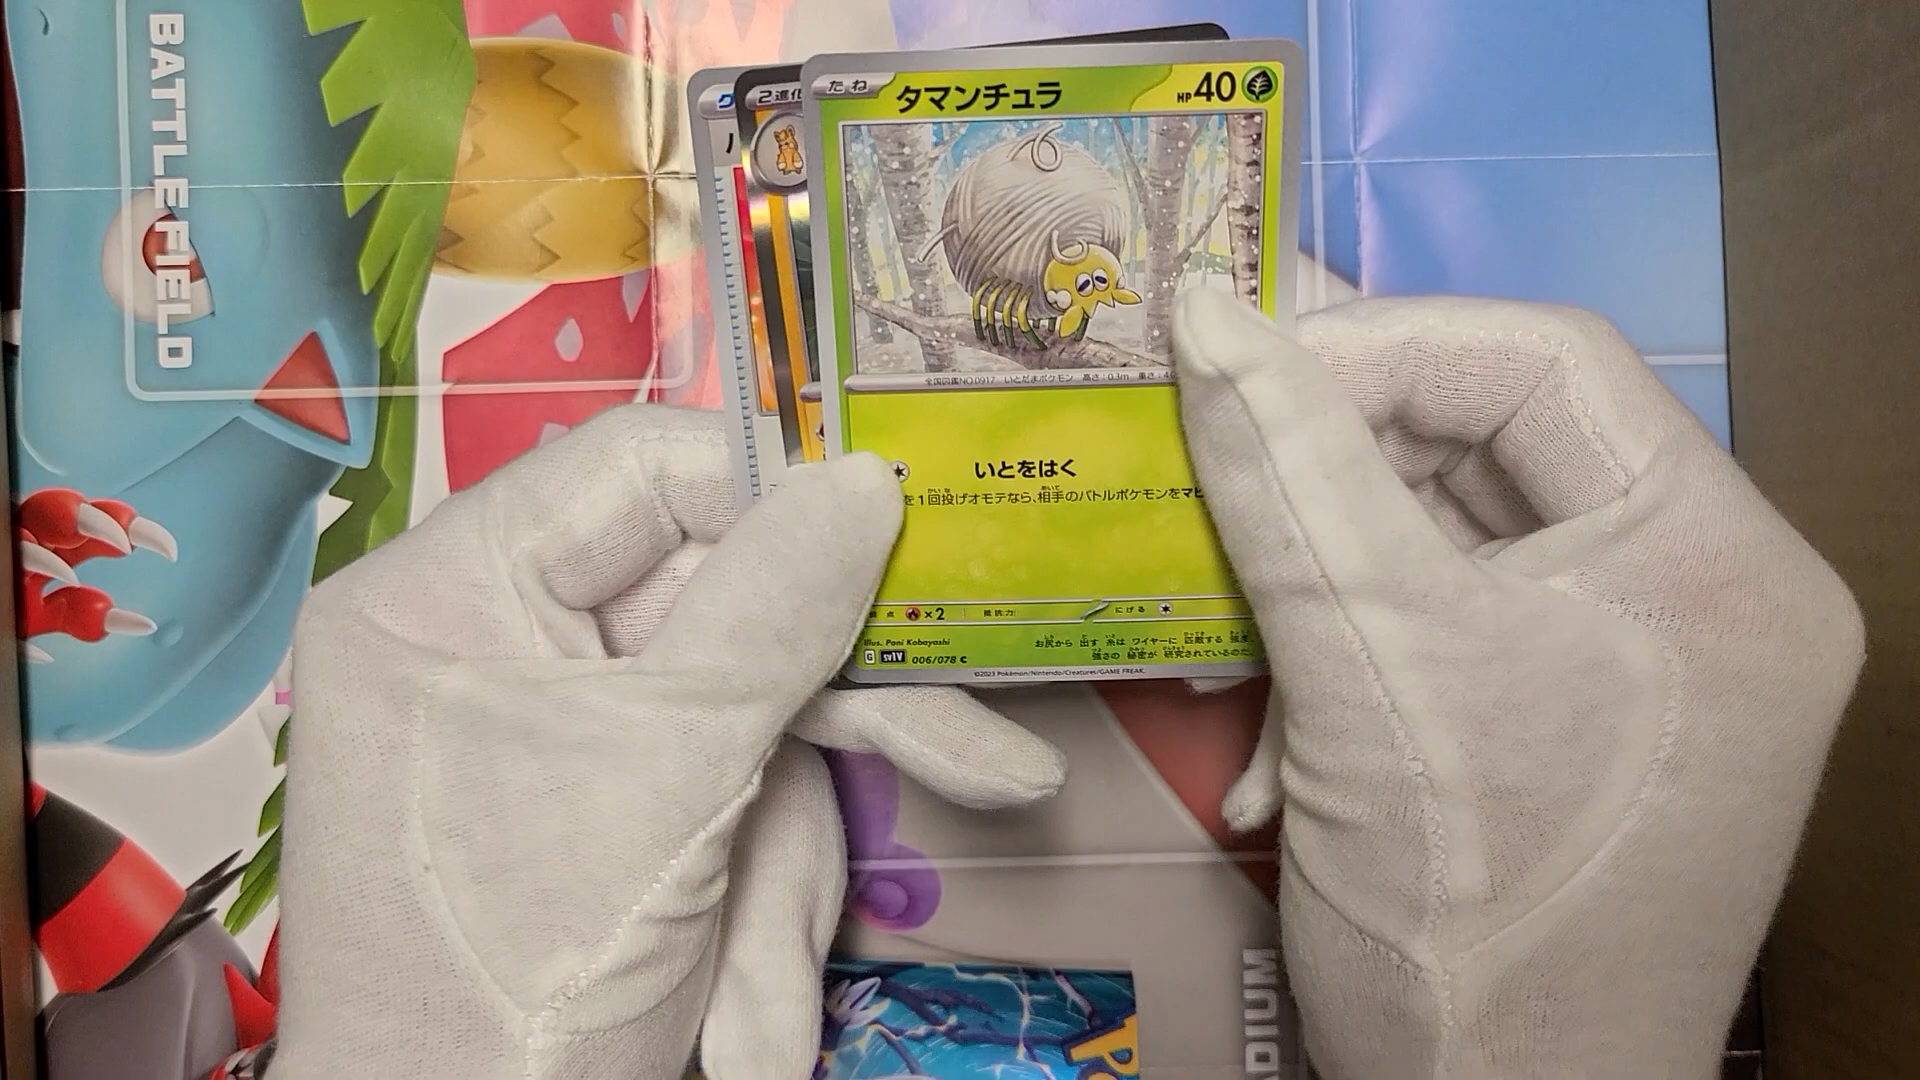 BATTLE FIELD
たね タマンチュラ HP 40
2進化
全国図鑑NO.0917 いとだまポケモン 高さ:0.3m 重さ:4.0
いとをはく
を1回投げオモテなら、相手のバトルポケモンをマヒ
弱点 ×2 抵抗力 にげる
Illus. Pani Kobayashi
お尻から 出す 糸は ワイヤーに 匹敵する 強度。
強さの 秘密が 研究されているのだ。
G sv1V 006/078 C
©2023 Pokémon/Nintendo/Creatures/GAME FREAK.
DIUM